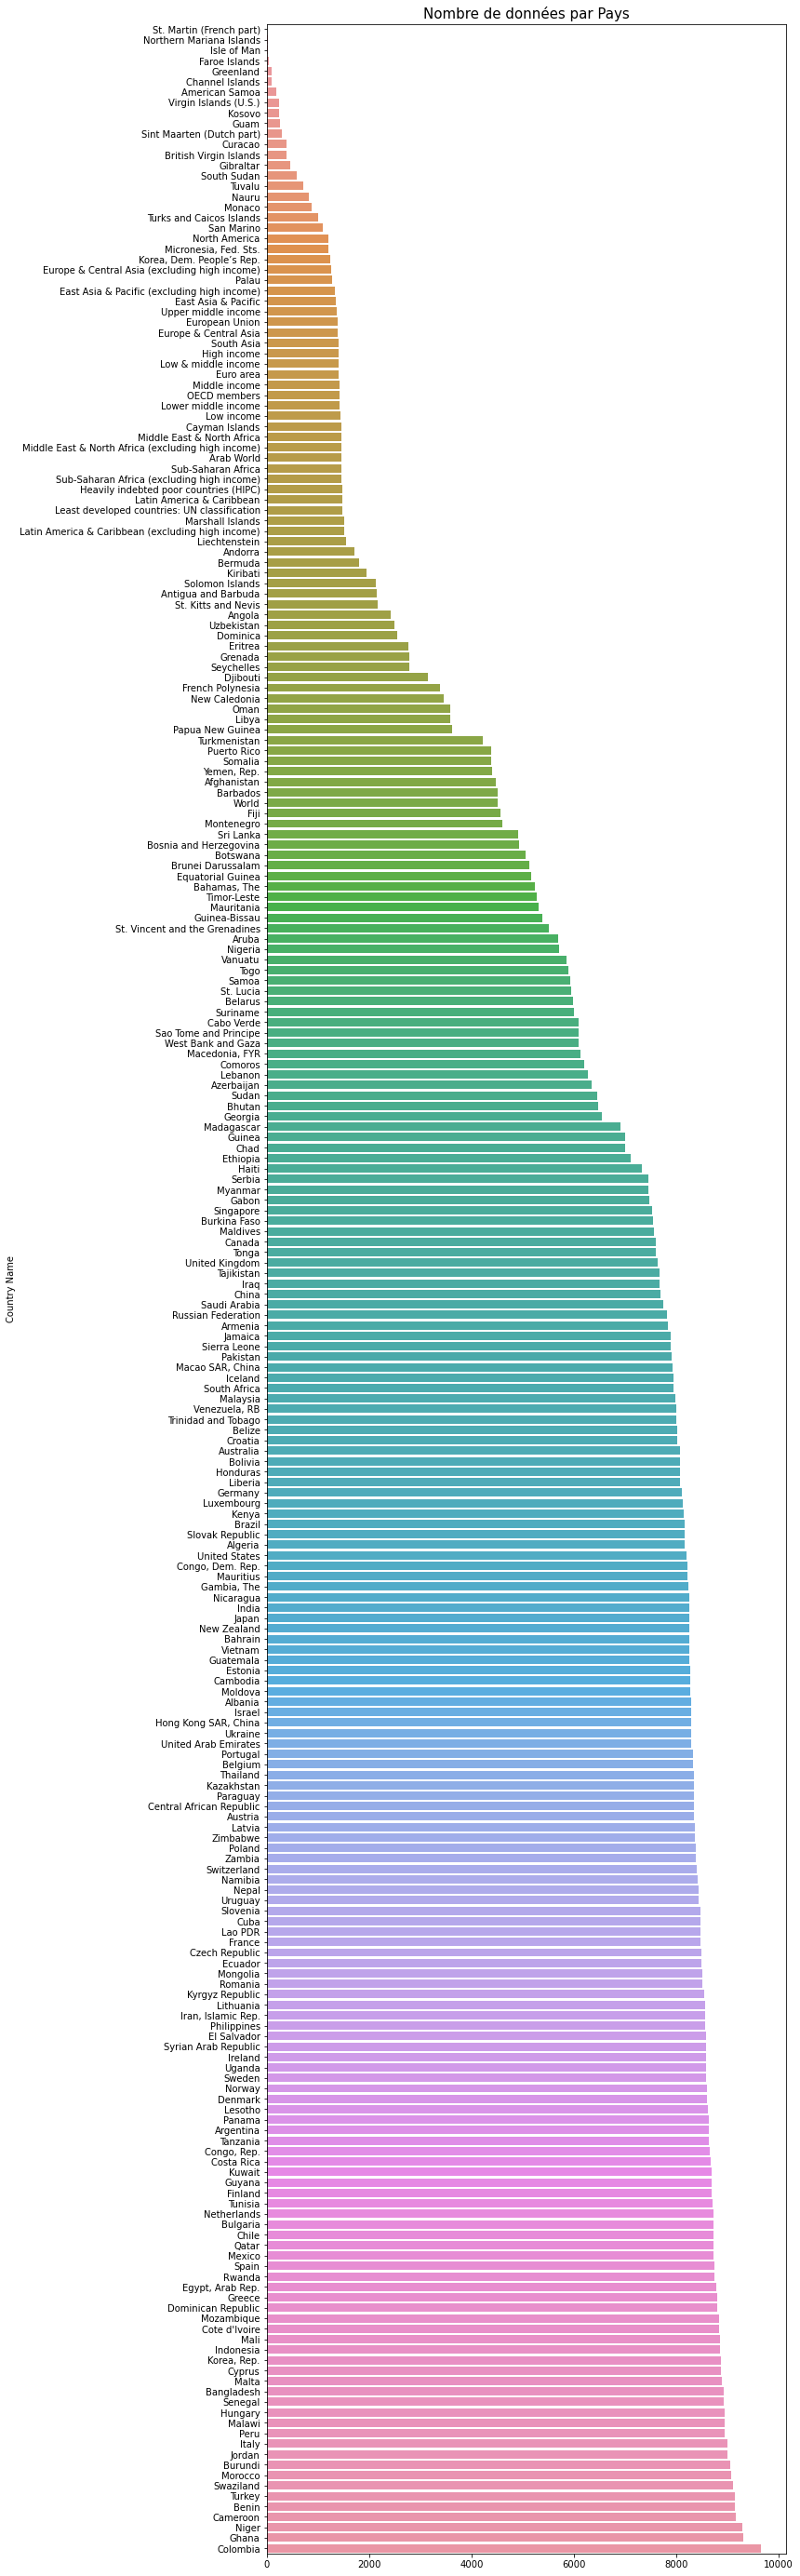 Nombre de données par Pays
St. Martin (French part)
Northern Mariana Islands
Isle of Man
Faroe Islands
Greenland
Channel Islands
American Samoa
Virgin Islands (U.S.)
Kosovo
Guam
Sint Maarten (Dutch part)
Curacao
British Virgin Islands
Gibraltar
South Sudan
Tuvalu
Nauru
Monaco
Turks and Caicos Islands
San Marino
North America
Micronesia, Fed. Sts.
Korea, Dem. People’s Rep.
Europe & Central Asia (excluding high income)
Palau
East Asia & Pacific (excluding high income)
East Asia & Pacific
Upper middle income
European Union
Europe & Central Asia
South Asia
High income
Low & middle income
Euro area
Middle income
OECD members
Lower middle income
Low income
Cayman Islands
Middle East & North Africa
Middle East & North Africa (excluding high income)
Arab World
Sub-Saharan Africa
Sub-Saharan Africa (excluding high income)
Heavily indebted poor countries (HIPC)
Latin America & Caribbean
Least developed countries: UN classification
Marshall Islands
Latin America & Caribbean (excluding high income)
Liechtenstein
Andorra
Bermuda
Kiribati
Solomon Islands
Antigua and Barbuda
St. Kitts and Nevis
Angola
Uzbekistan
Dominica
Eritrea
Grenada
Seychelles
Djibouti
French Polynesia
New Caledonia
Oman
Libya
Papua New Guinea
Turkmenistan
Puerto Rico
Somalia
Yemen, Rep.
Afghanistan
Barbados
World
Fiji
Montenegro
Sri Lanka
Bosnia and Herzegovina
Botswana
Brunei Darussalam
Equatorial Guinea
Bahamas, The
Timor-Leste
Mauritania
Guinea-Bissau
St. Vincent and the Grenadines
Aruba
Nigeria
Vanuatu
Togo
Samoa
St. Lucia
Belarus
Suriname
Cabo Verde
Sao Tome and Principe
West Bank and Gaza
Macedonia, FYR
Comoros
Lebanon
Azerbaijan
Sudan
Bhutan
Georgia
Madagascar
Guinea
Chad
Ethiopia
Haiti
Serbia
Myanmar
Gabon
Singapore
Burkina Faso
Maldives
Canada
Tonga
United Kingdom
Tajikistan
Iraq
China
Saudi Arabia
Russian Federation
Armenia
Jamaica
Sierra Leone
Pakistan
Macao SAR, China
Iceland
South Africa
Malaysia
Venezuela, RB
Trinidad and Tobago
Belize
Croatia
Australia
Bolivia
Honduras
Liberia
Germany
Luxembourg
Kenya
Brazil
Slovak Republic
Algeria
United States
Congo, Dem. Rep.
Mauritius
Gambia, The
Nicaragua
India
Japan
New Zealand
Bahrain
Vietnam
Guatemala
Estonia
Cambodia
Moldova
Albania
Israel
Hong Kong SAR, China
Ukraine
United Arab Emirates
Portugal
Belgium
Thailand
Kazakhstan
Paraguay
Central African Republic
Austria
Latvia
Zimbabwe
Poland
Zambia
Switzerland
Namibia
Nepal
Uruguay
Slovenia
Cuba
Lao PDR
France
Czech Republic
Ecuador
Mongolia
Romania
Kyrgyz Republic
Lithuania
Iran, Islamic Rep.
Philippines
El Salvador
Syrian Arab Republic
Ireland
Uganda
Sweden
Norway
Denmark
Lesotho
Panama
Argentina
Tanzania
Congo, Rep.
Costa Rica
Kuwait
Guyana
Finland
Tunisia
Netherlands
Bulgaria
Chile
Qatar
Mexico
Spain
Rwanda
Egypt, Arab Rep.
Greece
Dominican Republic
Mozambique
Cote d'Ivoire
Mali
Indonesia
Korea, Rep.
Cyprus
Malta
Bangladesh
Senegal
Hungary
Malawi
Peru
Italy
Jordan
Burundi
Morocco
Swaziland
Turkey
Benin
Cameroon
Niger
Ghana
Colombia
Country Name
0 2000 4000 6000 8000 10000